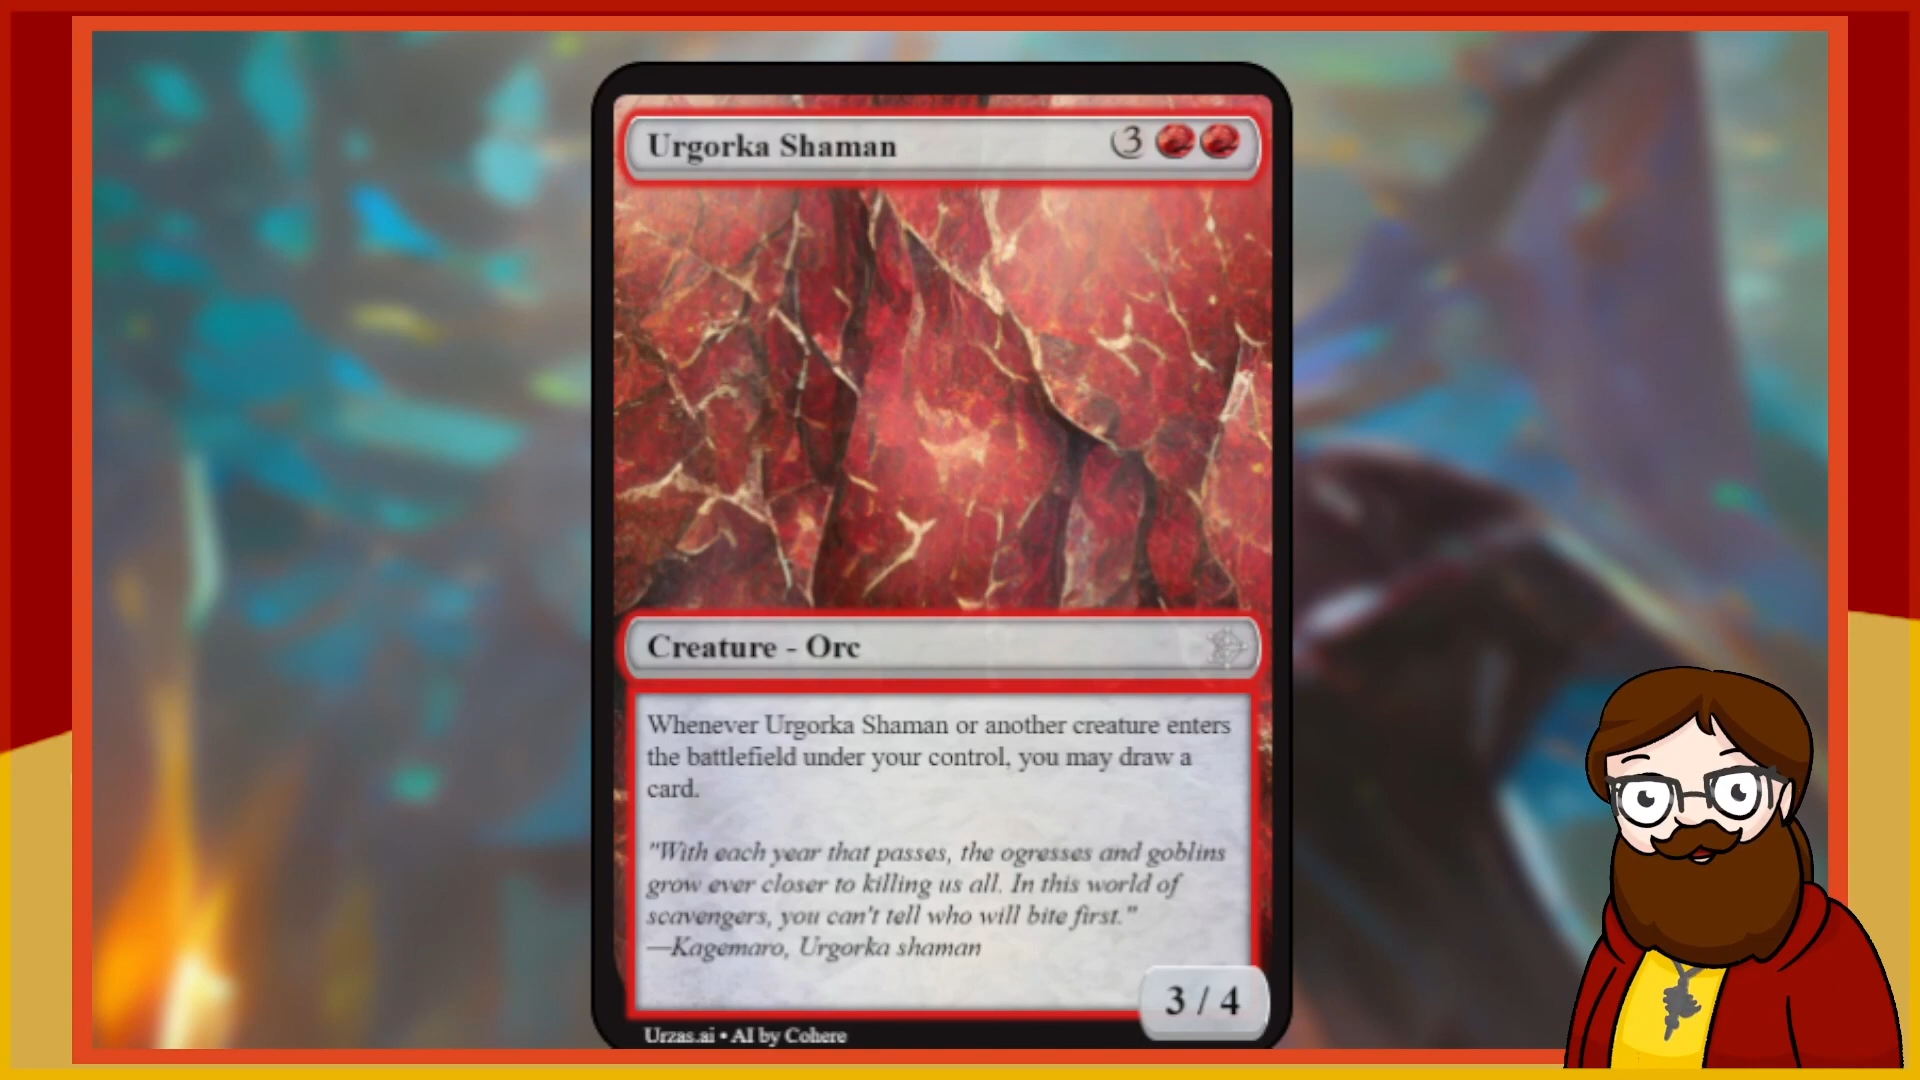 Urgorka Shaman 3
Creature - Orc
Whenever Urgorka Shaman or another creature enters
the battlefield under your control, you may draw a
card.
"With each year that passes, the ogresses and goblins
grow ever closer to killing us all. In this world of
scavengers, you can't tell who will bite first."
—Kagemaro, Urgorka shaman
3 / 4
Urzas.ai • AI by Cohere